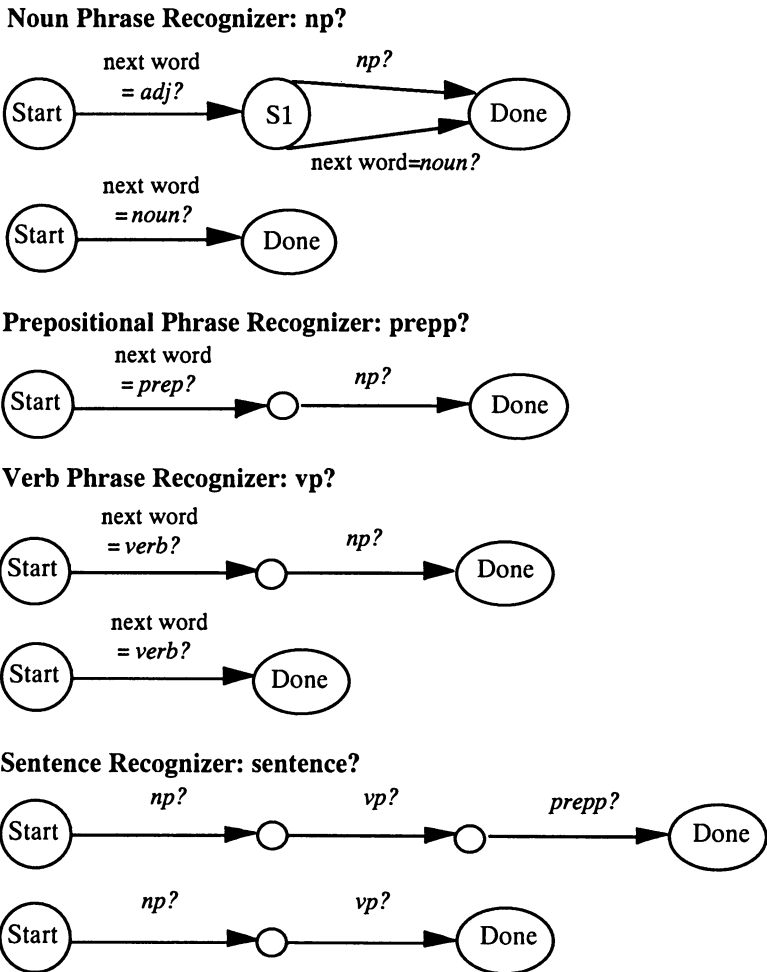 Noun Phrase Recognizer: np?
next word
= adj?
np?
Start
S1
Done
next word=noun?
next word
=noun?
Start
Done
Prepositional Phrase Recognizer: prepp?
next word
= prep?
np?
Start
Done
Verb Phrase Recognizer: vp?
next word
= verb?
np?
Start
Done
next word
= verb?
Start
Done
Sentence Recognizer: sentence?
np?
vp?
prepp?
Start
Done
np?
vp?
Start
Done